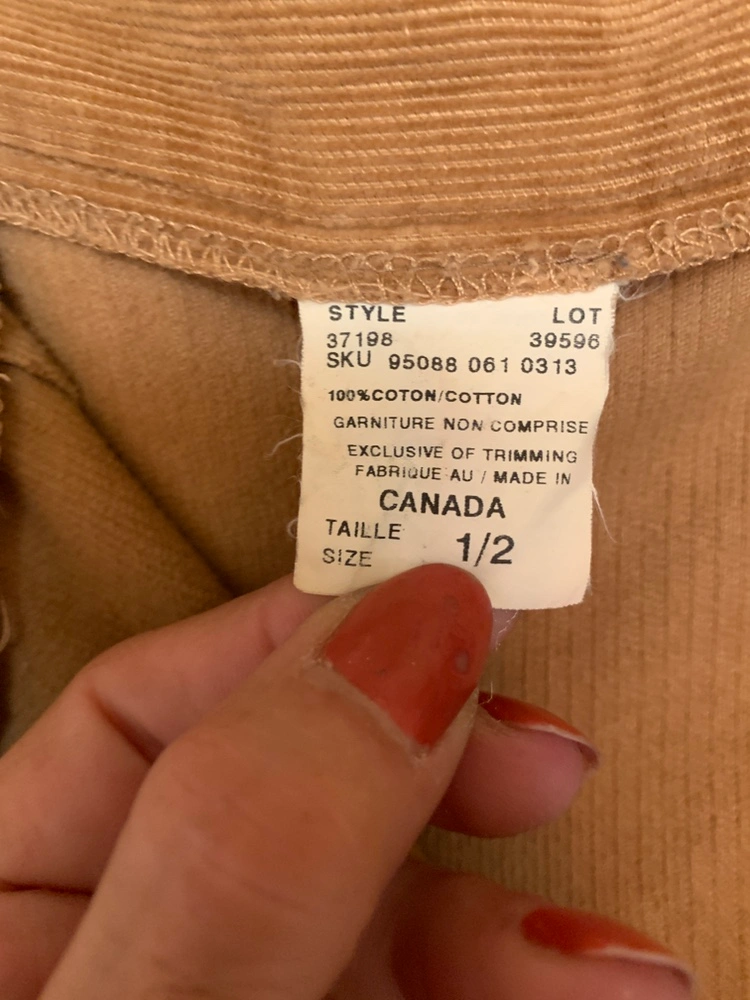 STYLE LOT
37198 39596
SKU 95088 061 0313
100%COTON/COTTON
GARNITURE NON COMPRISE
EXCLUSIVE OF TRIMMING
FABRIQUE AU / MADE IN
CANADA
TAILLE
SIZE 1/2